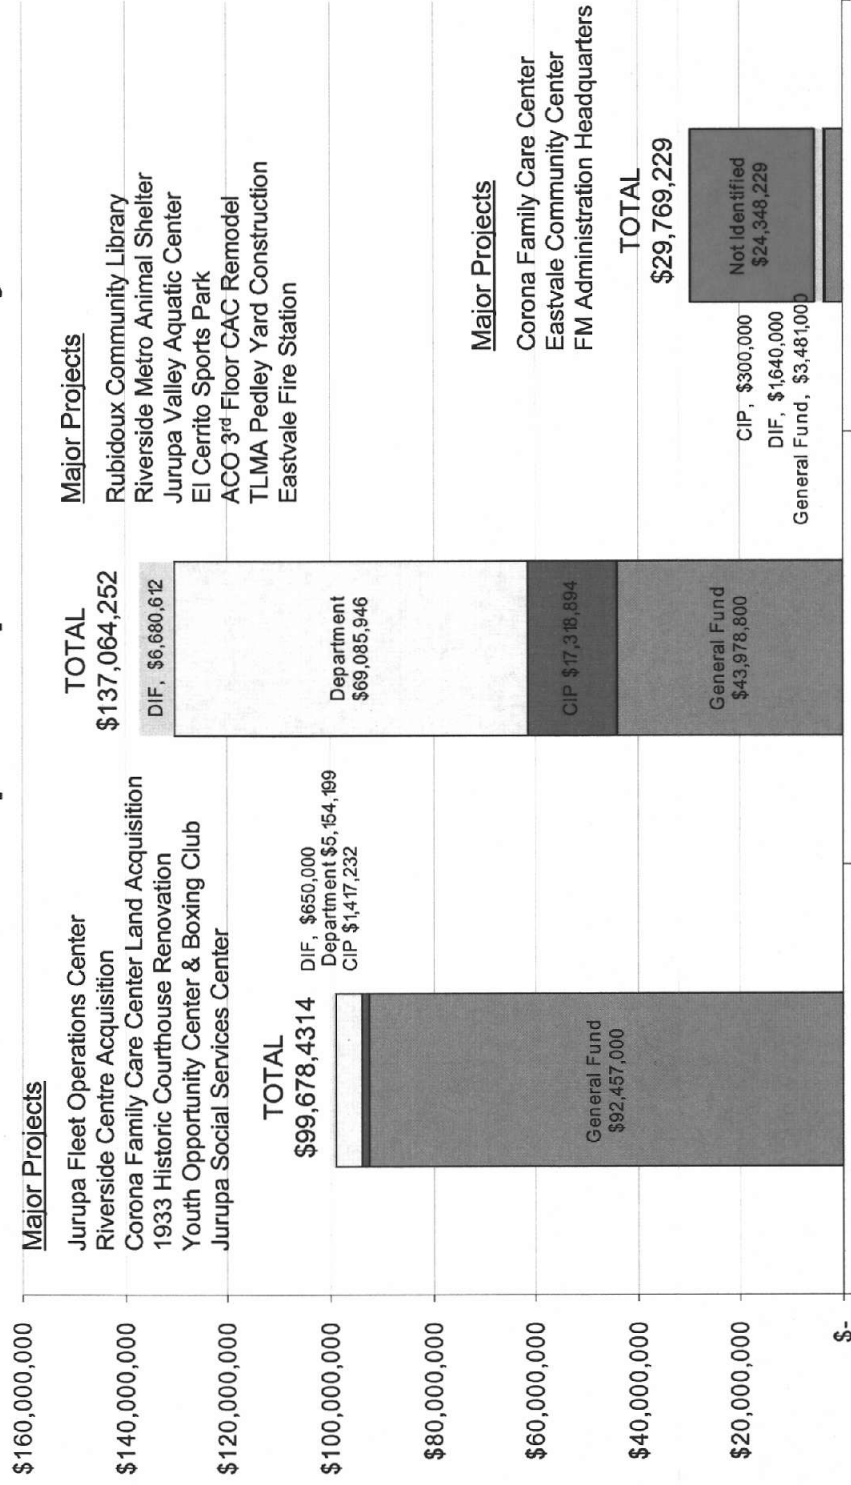 $160,000,000
$140,000,000
$120,000,000
$100,000,000
$80,000,000
$60,000,000
$40,000,000
$20,000,000
$-
Major Projects
Jurupa Fleet Operations Center
Riverside Centre Acquisition
Corona Family Care Center Land Acquisition
1933 Historic Courthouse Renovation
Youth Opportunity Center & Boxing Club
Jurupa Social Services Center
TOTAL
$99,678,4314
DIF, $650,000
Department $5,154,199
CIP $1,417,232
General Fund
$92,457,000
TOTAL
$137,064,252
DIF, $6,680,612
Department
$69,085,946
CIP $17,318,894
General Fund
$43,978,800
Major Projects
Rubidoux Community Library
Riverside Metro Animal Shelter
Jurupa Valley Aquatic Center
El Cerrito Sports Park
ACO 3rd Floor CAC Remodel
TLMA Pedley Yard Construction
Eastvale Fire Station
Major Projects
Corona Family Care Center
Eastvale Community Center
FM Administration Headquarters
TOTAL
$29,769,229
Not Identified
$24,348,229
CIP, $300,000
DIF, $1,640,000
General Fund, $3,481,000